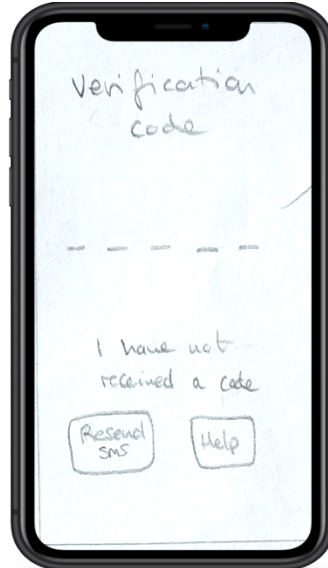 Verification
code
I have not
received a code
Resend
SMS
Help